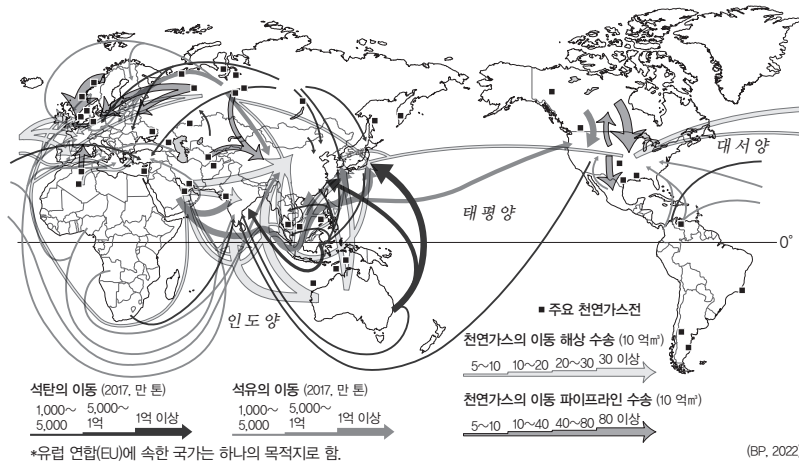 대서양
태평양
0°
인도양
■ 주요 천연가스전
천연가스의 이동 해상 수송 (10 억㎥)
5~10 10~20 20~30 30 이상
석탄의 이동 (2017, 만 톤)
1,000~5,000 5,000~1억 1억 이상
석유의 이동 (2017, 만 톤)
1,000~5,000 5,000~1억 1억 이상
천연가스의 이동 파이프라인 수송 (10 억㎥)
5~10 10~40 40~80 80 이상
*유럽 연합(EU)에 속한 국가는 하나의 목적지로 함.
(BP, 2022)